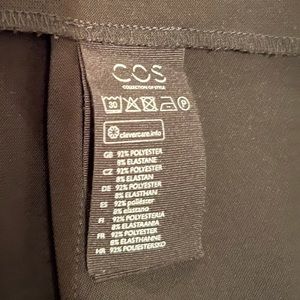 COS
COLLECTION OF STYLE
30 P
clevercare.info
GB 92% POLYESTER
8% ELASTANE
CZ 92% POLYESTER
8% ELASTAN
DE 92% POLYESTER
8% ELASTHAN
ES 92% poliéster
8% elastano
FI 92% POLYESTERIA
8% ELASTAANIA
FR 92% POLYESTER
8% ELASTHANNE
HR 92% POLIESTERSKO